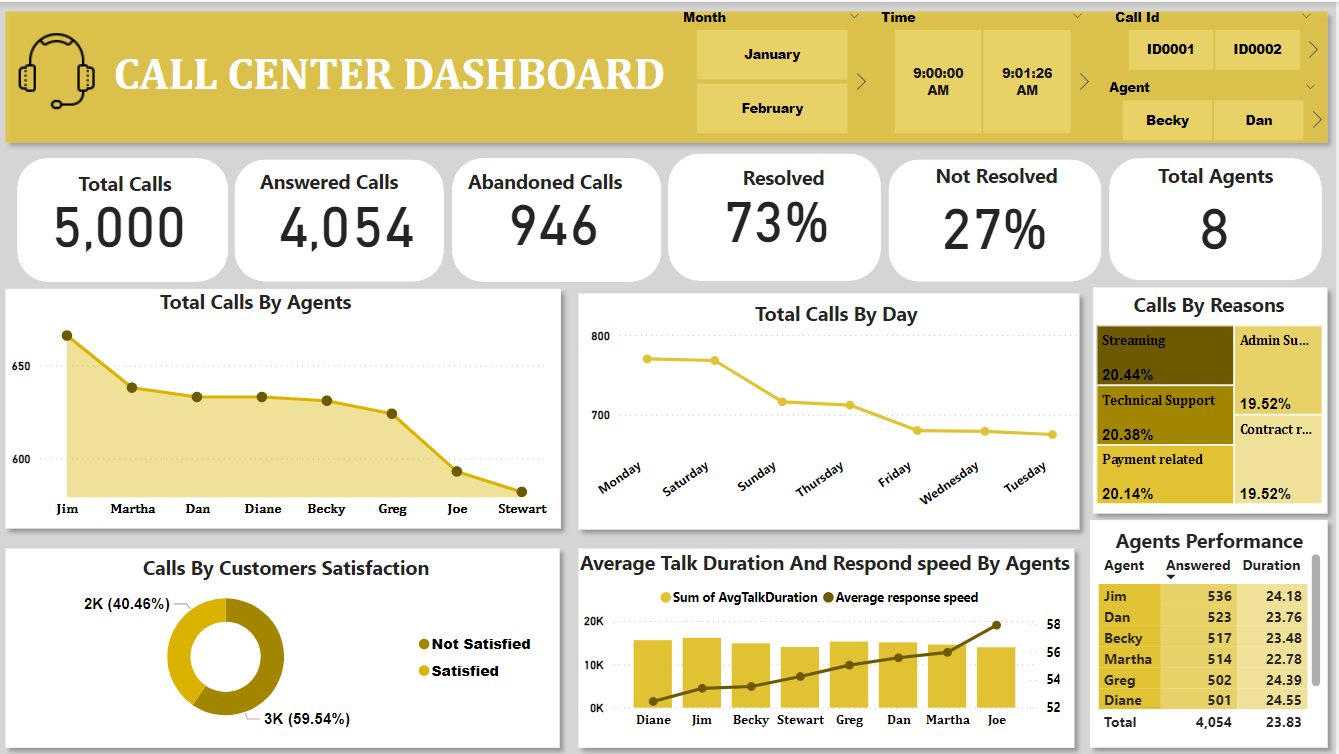 CALL CENTER DASHBOARD
Month
January
February
Time
9:00:00
AM
9:01:26
AM
Call Id
ID0001 ID0002
Agent
Becky Dan
Total Calls
5,000
Answered Calls
4,054
Abandoned Calls
946
Resolved
73%
Not Resolved
27%
Total Agents
8
Total Calls By Agents
650
600
Jim Martha Dan Diane Becky Greg Joe Stewart
Total Calls By Day
800
700
Monday Saturday Sunday Thursday Friday Wednesday Tuesday
Calls By Reasons
Streaming
20.44%
Technical Support
20.38%
Payment related
20.14%
Admin Su...
19.52%
Contract r...
19.52%
Calls By Customers Satisfaction
2K (40.46%)
3K (59.54%)
Not Satisfied
Satisfied
Average Talk Duration And Respond speed By Agents
Sum of AvgTalkDuration Average response speed
20K
10K
0K
58
56
54
52
Diane Jim Becky Stewart Greg Dan Martha Joe
Agents Performance
Agent Answered Duration
Jim 536 24.18
Dan 523 23.76
Becky 517 23.48
Martha 514 22.78
Greg 502 24.39
Diane 501 24.55
Total 4,054 23.83